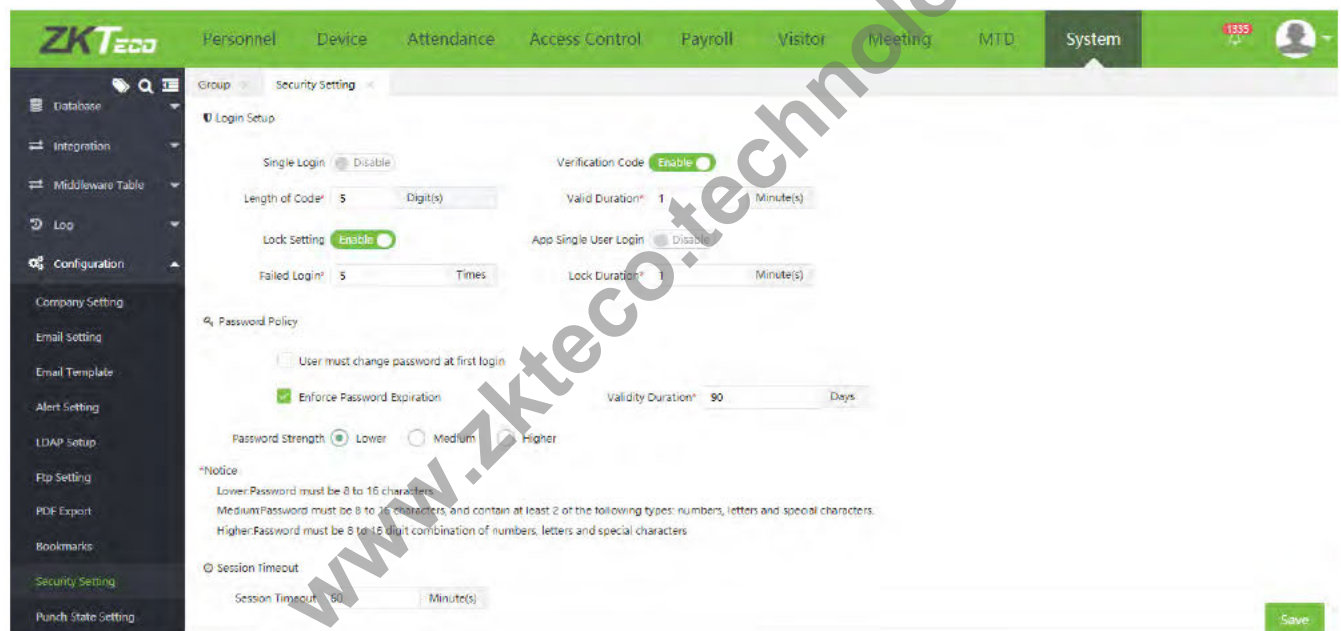 ZKTeco Personnel Device Attendance Access Control Payroll Visitor Meeting MTD System 1335
Group × Security Setting ×
Database
Integration
Middleware Table
Log
Configuration
Company Setting
Email Setting
Email Template
Alert Setting
LDAP Setup
Ftp Setting
PDF Export
Bookmarks
Security Setting
Punch State Setting
Login Setup
Single Login Disable Verification Code Enable
Length of Code* 5 Digit(s) Valid Duration* 1 Minute(s)
Lock Setting Enable App Single User Login Disable
Failed Login* 5 Times Lock Duration* 1 Minute(s)
Password Policy
User must change password at first login
Enforce Password Expiration Validity Duration* 90 Days
Password Strength Lower Medium Higher
*Notice
Lower:Password must be 8 to 16 characters
Medium:Password must be 8 to 16 characters, and contain at least 2 of the following types: numbers, letters and special characters.
Higher:Password must be 8 to 16 digit combination of numbers, letters and special characters
Session Timeout
Session Timeout 60 Minute(s)
Save
www.zkteco.technolo